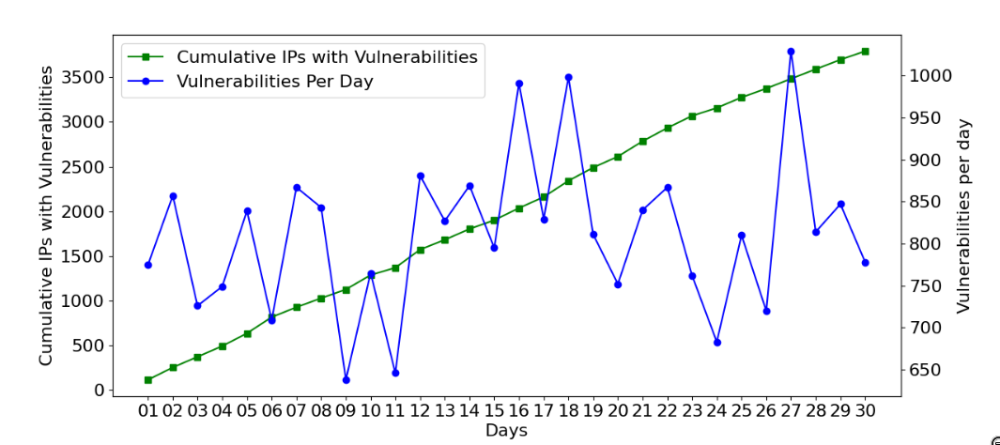 Cumulative IPs with Vulnerabilities
Vulnerabilities Per Day
Cumulative IPs with Vulnerabilities
3500
3000
2500
2000
1500
1000
500
0
1000
950
900
850
800
750
700
650
Vulnerabilities per day
01 02 03 04 05 06 07 08 09 10 11 12 13 14 15 16 17 18 19 20 21 22 23 24 25 26 27 28 29 30
Days